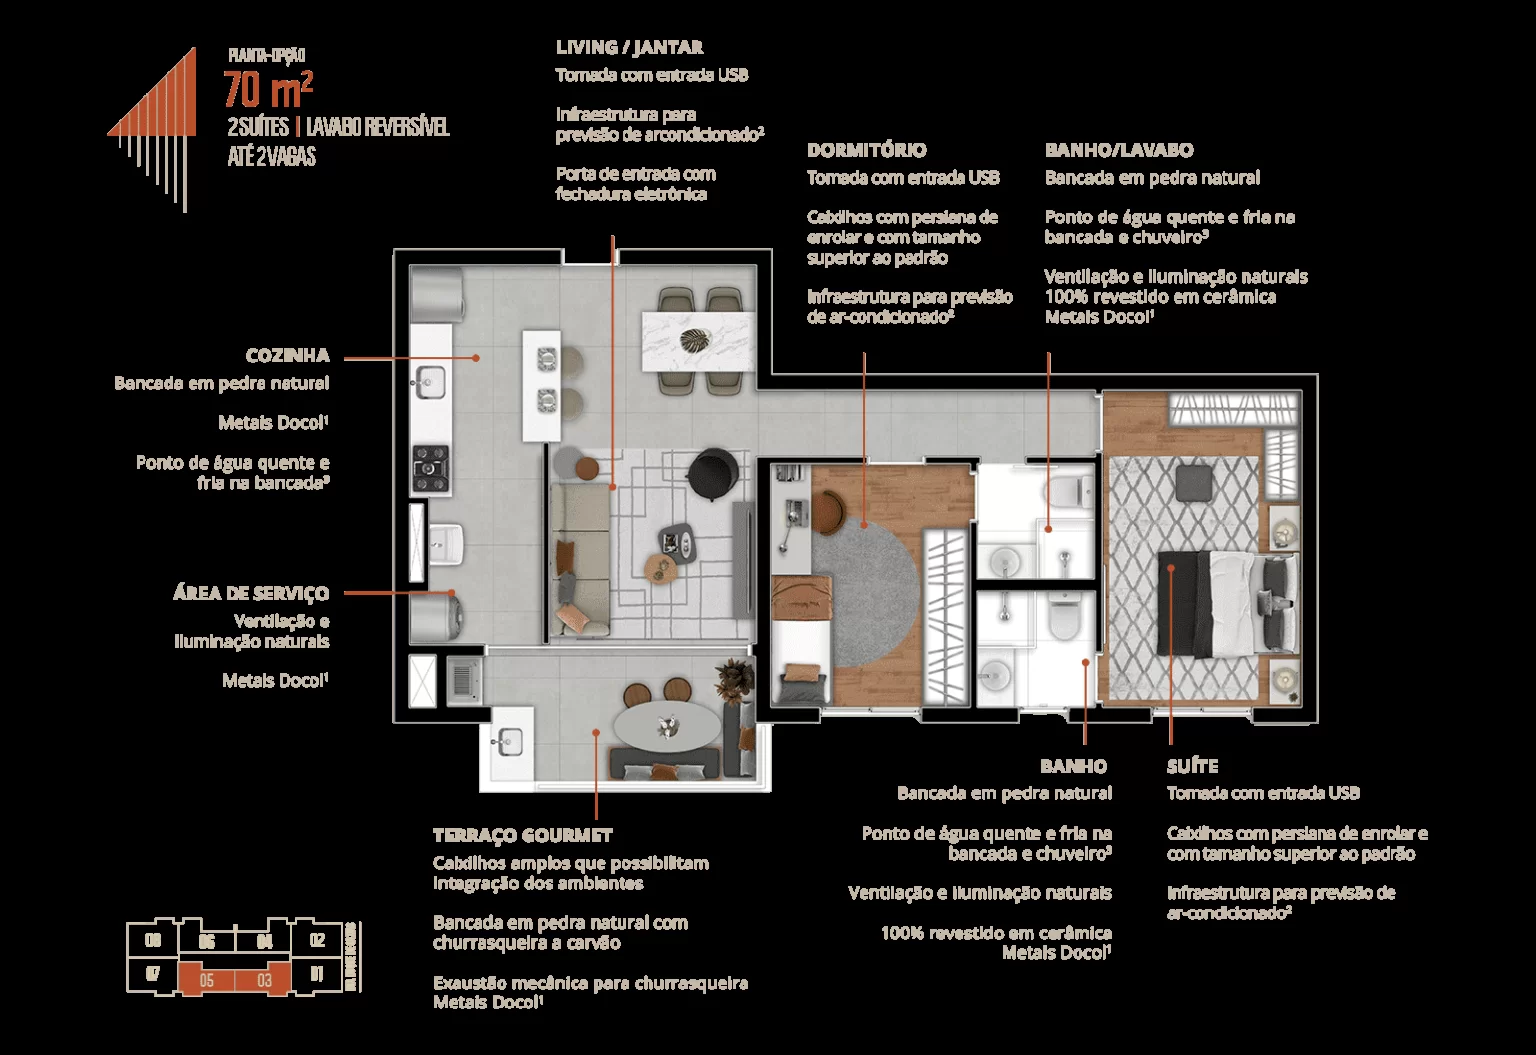 PLANTA-OPÇÃO
70 m²
2 SUÍTES | LAVABO REVERSÍVEL
ATÉ 2 VAGAS
LIVING / JANTAR
Tomada com entrada USB
Infraestrutura para
previsão de arcondicionado²
Porta de entrada com
fechadura eletrônica
DORMITÓRIO
Tomada com entrada USB
Caixilhos com persiana de
enrolar e com tamanho
superior ao padrão
Infraestrutura para previsão
de ar-condicionado²
BANHO/LAVABO
Bancada em pedra natural
Ponto de água quente e fria na
bancada e chuveiro³
Ventilação e iluminação naturais
100% revestido em cerâmica
Metais Docol¹
COZINHA
Bancada em pedra natural
Metais Docol¹
Ponto de água quente e
fria na bancada³
ÁREA DE SERVIÇO
Ventilação e
iluminação naturais
Metais Docol¹
TERRAÇO GOURMET
Caixilhos amplos que possibilitam
integração dos ambientes
Bancada em pedra natural com
churrasqueira a carvão
Exaustão mecânica para churrasqueira
Metais Docol¹
BANHO
Bancada em pedra natural
Ponto de água quente e fria na
bancada e chuveiro³
Ventilação e iluminação naturais
100% revestido em cerâmica
Metais Docol¹
SUÍTE
Tomada com entrada USB
Caixilhos com persiana de enrolar e
com tamanho superior ao padrão
Infraestrutura para previsão de
ar-condicionado²
08 06 04 02
07 05 03 01